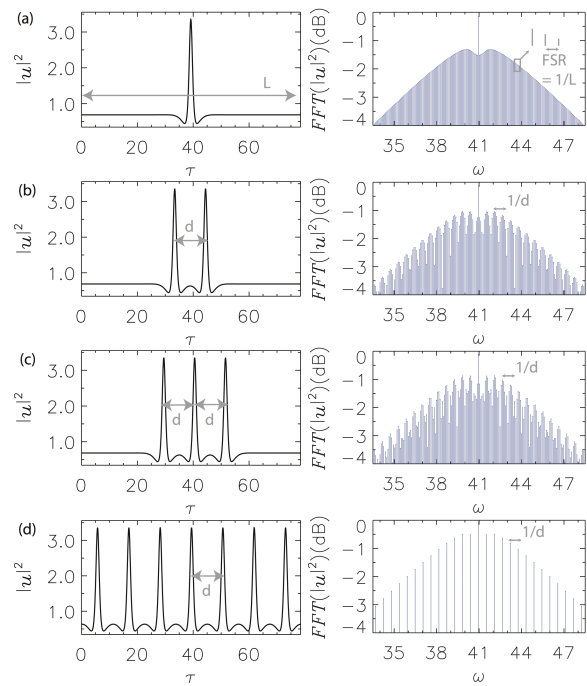 (a)
3.0
2.0
1.0
|u|²
L
0 20 40 60
τ
FFT(|u|²)(dB)
0
−1
−2
−3
−4
FSR
= 1/L
35 38 41 44 47
ω
(b)
3.0
2.0
1.0
|u|²
d
0 20 40 60
τ
FFT(|u|²)(dB)
0
−1
−2
−3
−4
1/d
35 38 41 44 47
ω
(c)
3.0
2.0
1.0
|u|²
d d
0 20 40 60
τ
FFT(|u|²)(dB)
0
−1
−2
−3
−4
1/d
35 38 41 44 47
ω
(d)
3.0
2.0
1.0
|u|²
d
0 20 40 60
τ
FFT(|u|²)(dB)
0
−1
−2
−3
−4
1/d
35 38 41 44 47
ω